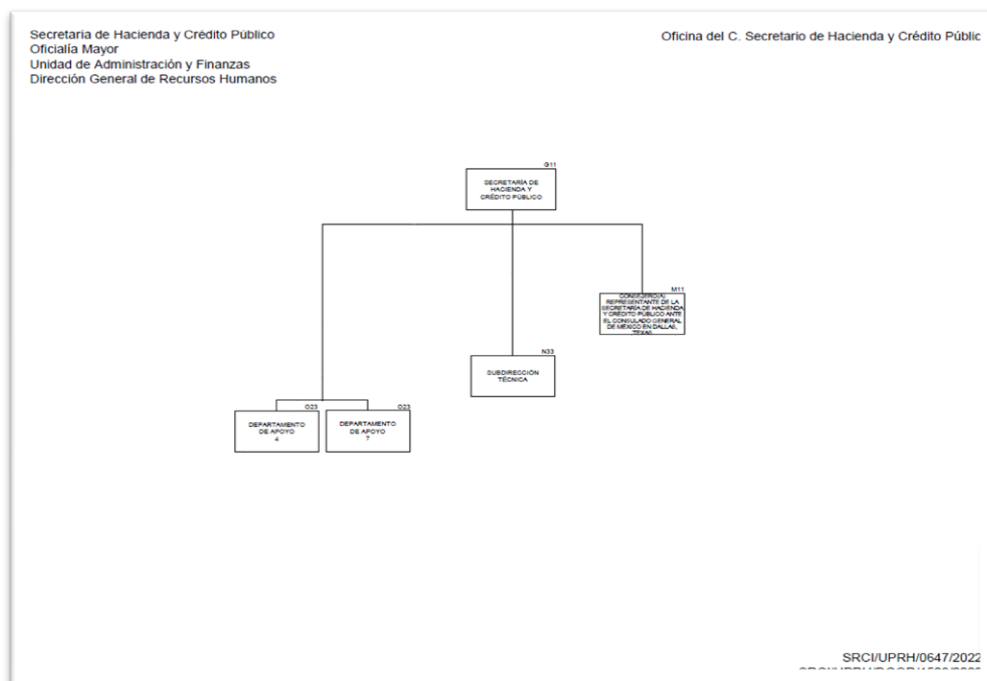 Secretaria de Hacienda y Crédito Público
Oficialía Mayor
Unidad de Administración y Finanzas
Dirección General de Recursos Humanos
Oficina del C. Secretario de Hacienda y Crédito Públic
G11
SECRETARÍA DE
HACIENDA Y
CRÉDITO PÚBLICO
M11
CONSEJERO(A)
REPRESENTANTE DE LA
SECRETARÍA DE HACIENDA
Y CRÉDITO PÚBLICO ANTE
EL CONSULADO GENERAL
DE MÉXICO EN DALLAS,
TEXAS
N33
SUBDIRECCIÓN
TÉCNICA
O23
DEPARTAMENTO
DE APOYO
4
O23
DEPARTAMENTO
DE APOYO
7
SRCI/UPRH/0647/2022